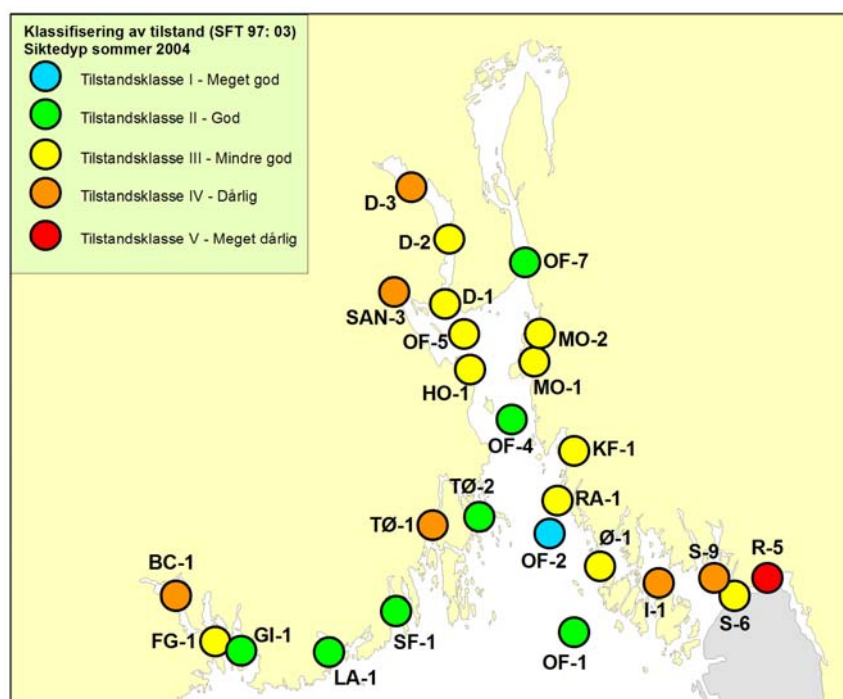 Klassifisering av tilstand (SFT 97: 03)
Siktedyp sommer 2004
Tilstandsklasse I - Meget god
Tilstandsklasse II - God
Tilstandsklasse III - Mindre god
Tilstandsklasse IV - Dårlig
Tilstandsklasse V - Meget dårlig
D-3
D-2
OF-7
D-1
SAN-3
OF-5
MO-2
HO-1
MO-1
OF-4
KF-1
TØ-2
RA-1
TØ-1
Ø-1
S-9
R-5
BC-1
OF-2
I-1
S-6
FG-1
GI-1
SF-1
OF-1
LA-1